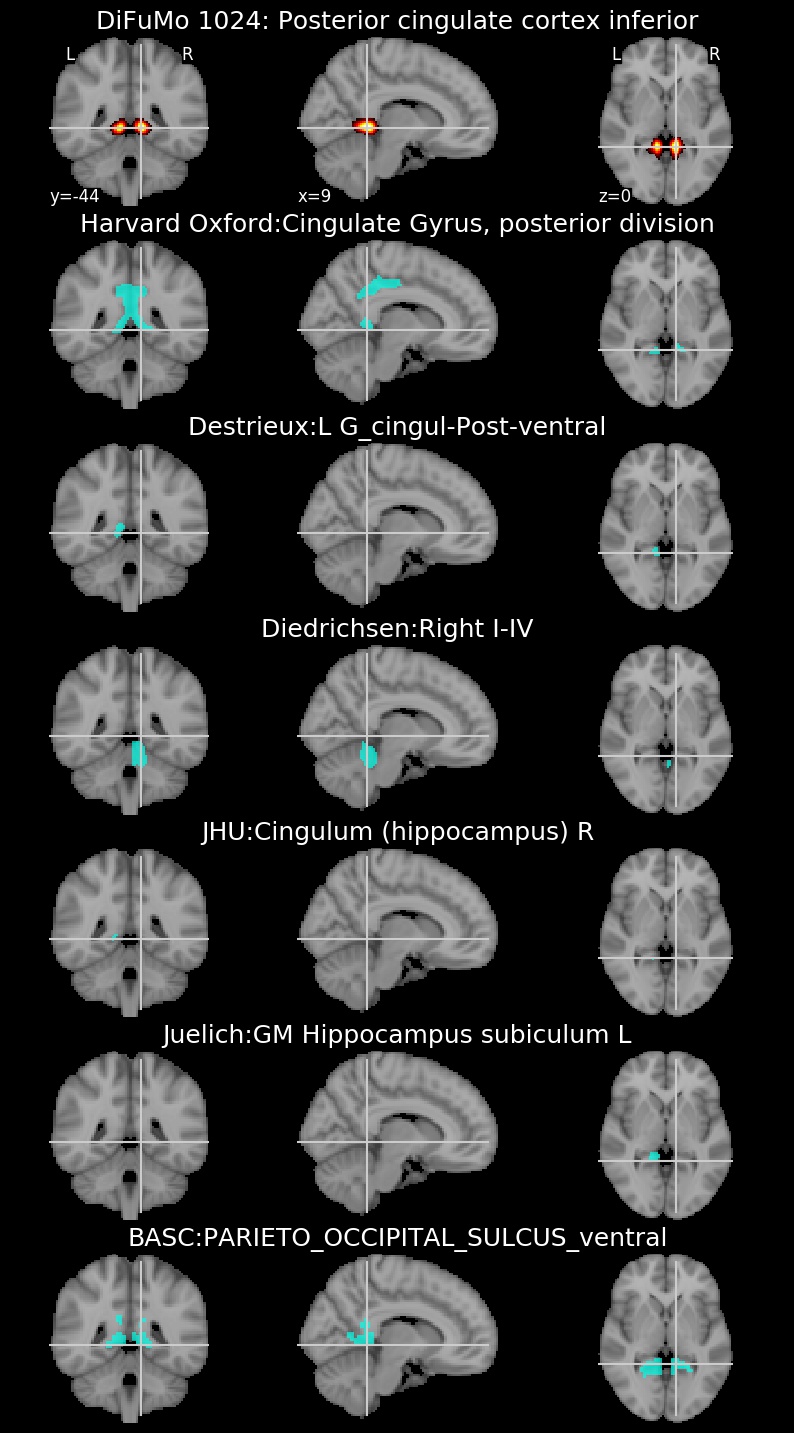 DiFuMo 1024: Posterior cingulate cortex inferior
L R L R
y=-44 x=9 z=0
Harvard Oxford:Cingulate Gyrus, posterior division
Destrieux:L G_cingul-Post-ventral
Diedrichsen:Right I-IV
JHU:Cingulum (hippocampus) R
Juelich:GM Hippocampus subiculum L
BASC:PARIETO_OCCIPITAL_SULCUS_ventral